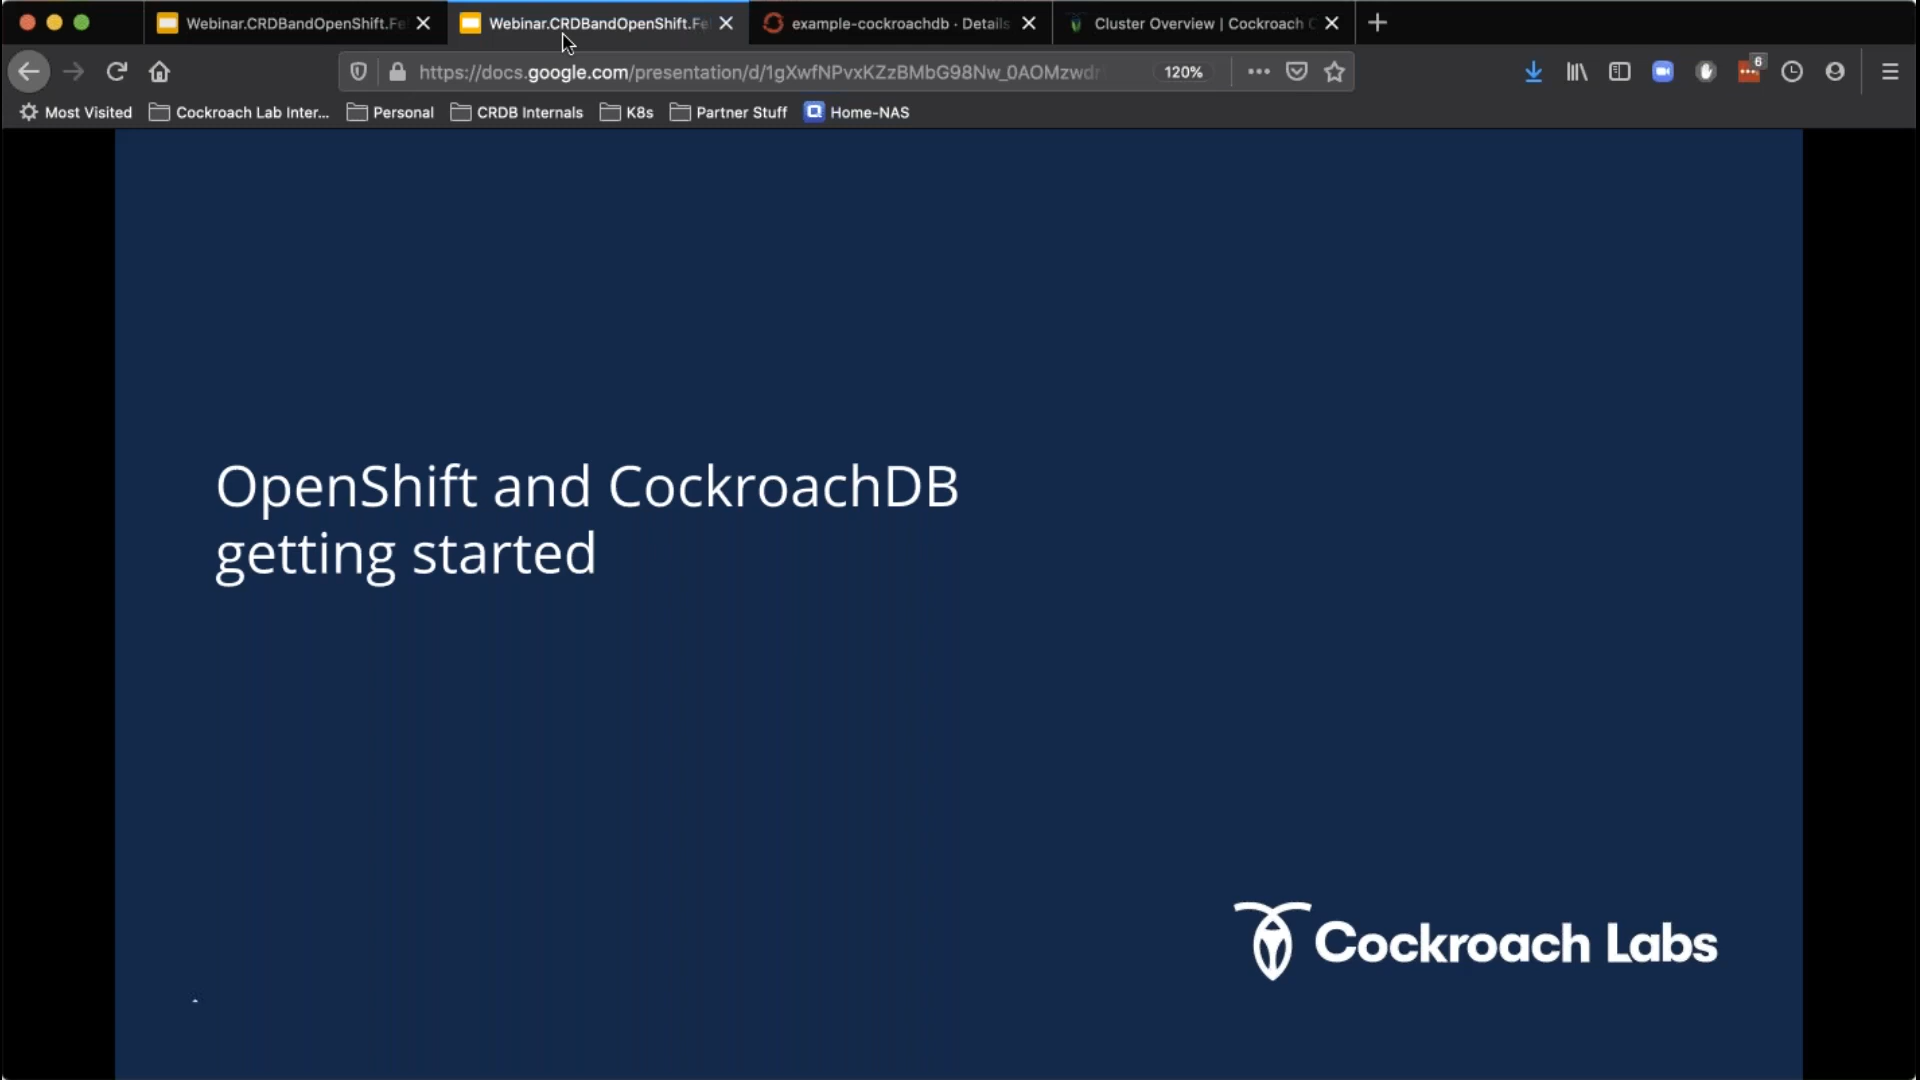 Webinar.CRDBandOpenShift.Fe
Webinar.CRDBandOpenShift.Fe
example-cockroachdb · Details
Cluster Overview | Cockroach C
https://docs.google.com/presentation/d/1gXwfNPvxKZzBMbG98Nw_0AOMzwdr
120%
6
Most Visited
Cockroach Lab Inter...
Personal
CRDB Internals
K8s
Partner Stuff
Home-NAS
OpenShift and CockroachDB
getting started
Cockroach Labs